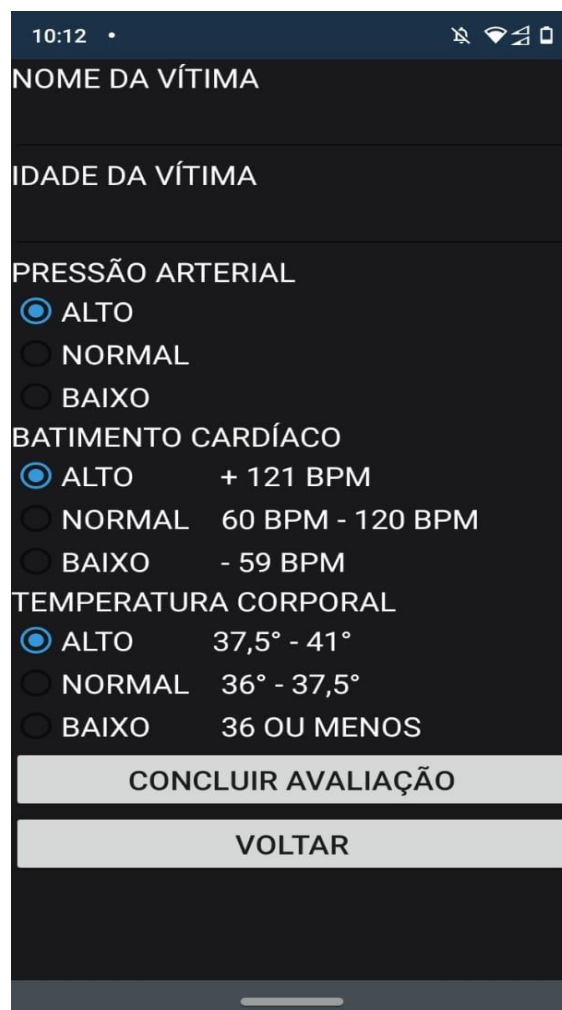 10:12
NOME DA VÍTIMA
IDADE DA VÍTIMA
PRESSÃO ARTERIAL
ALTO
NORMAL
BAIXO
BATIMENTO CARDÍACO
ALTO + 121 BPM
NORMAL 60 BPM - 120 BPM
BAIXO - 59 BPM
TEMPERATURA CORPORAL
ALTO 37,5° - 41°
NORMAL 36° - 37,5°
BAIXO 36 OU MENOS
CONCLUIR AVALIAÇÃO
VOLTAR